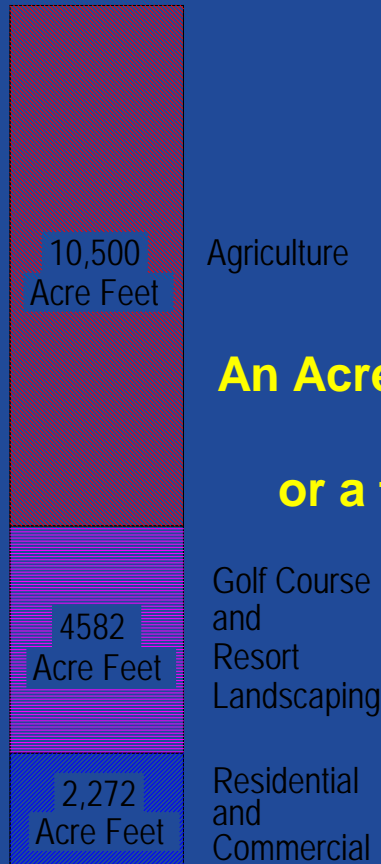 10,500
Acre Feet
Agriculture
An Acre
or a
4582
Acre Feet
Golf Course
and
Resort
Landscaping
2,272
Acre Feet
Residential
and
Commercial